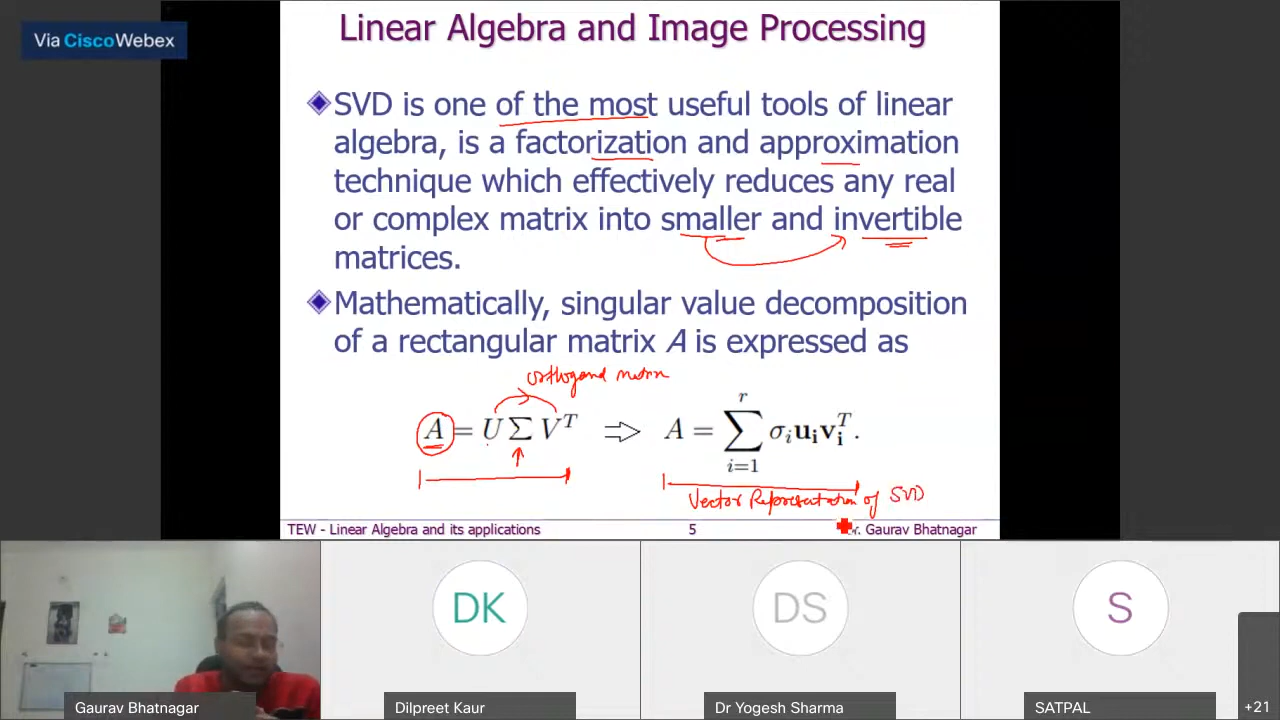 Via Cisco Webex
Linear Algebra and Image Processing
SVD is one of the most useful tools of linear
algebra, is a factorization and approximation
technique which effectively reduces any real
or complex matrix into smaller and invertible
matrices.
Mathematically, singular value decomposition
of a rectangular matrix A is expressed as
Orthogonal matrix
A = U Σ V^T ⇒ A = \sum_{i=1}^{r} σ_i u_i v_i^T.
Vector Representation of SVD
TEW - Linear Algebra and its applications 5 Dr. Gaurav Bhatnagar
DK DS S
Gaurav Bhatnagar Dilpreet Kaur Dr Yogesh Sharma SATPAL +21